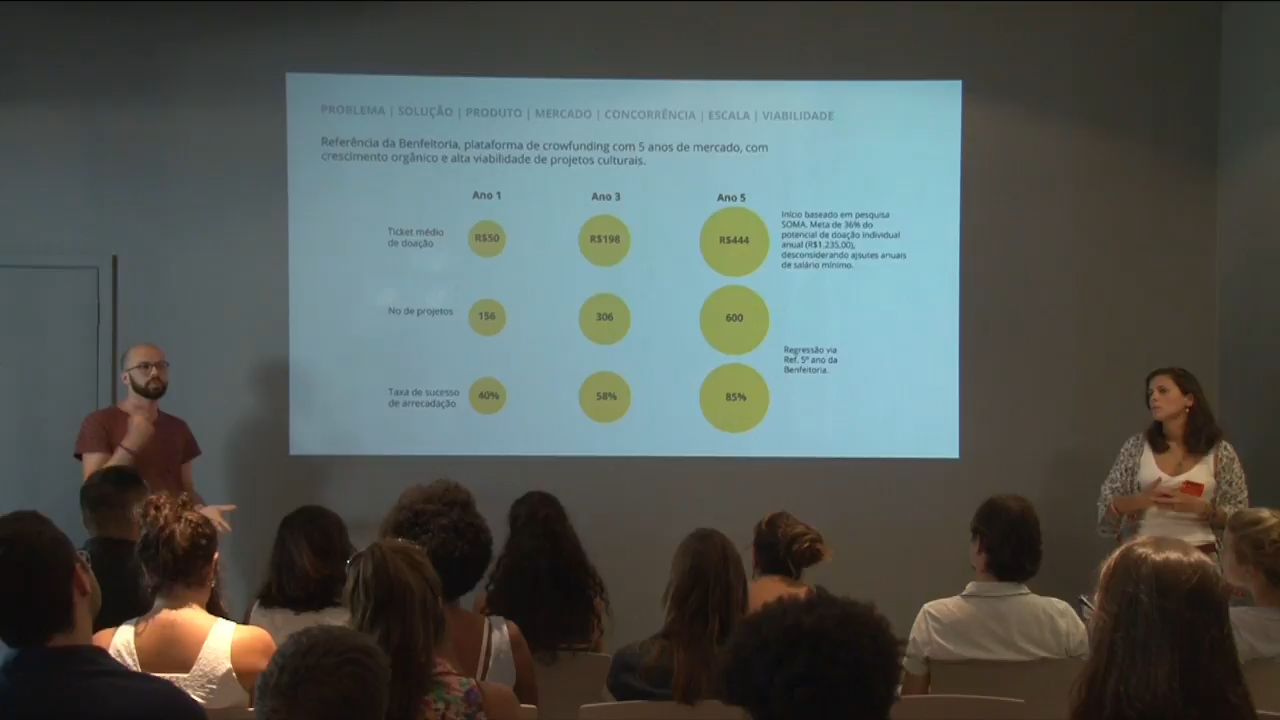 PROBLEMA | SOLUÇÃO | PRODUTO | MERCADO | CONCORRÊNCIA | ESCALA | VIABILIDADE
Referência da Benfeitoria, plataforma de crowfunding com 5 anos de mercado, com
crescimento orgânico e alta viabilidade de projetos culturais.
Ano 1
Ano 3
Ano 5
Ticket médio
de doação
R$50
R$198
R$444
Início baseado em pesquisa
SOMA. Meta de 36% do
potencial de doação individual
anual (R$1.235,00),
desconsiderando ajsutes anuais
de salário mínimo.
No de projetos
156
306
600
Regressão via
Ref. 5º ano da
Benfeitoria.
Taxa de sucesso
de arrecadação
40%
58%
85%